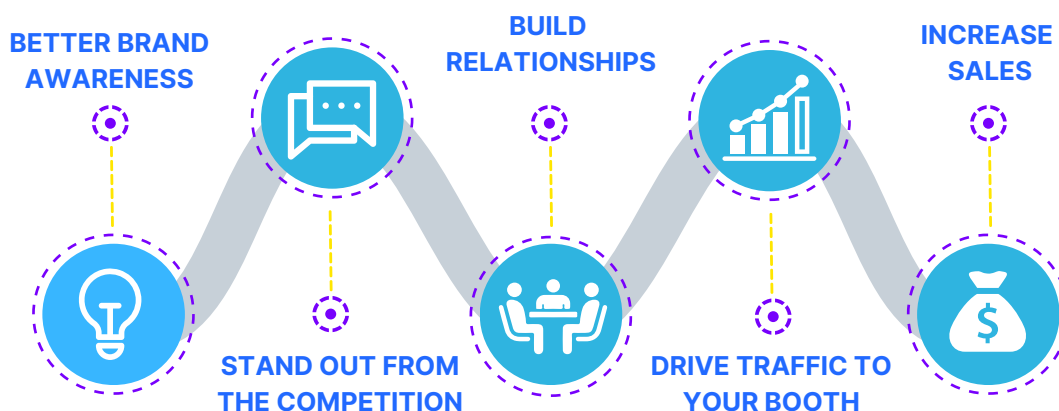 BETTER BRAND
AWARENESS
STAND OUT FROM
THE COMPETITION
BUILD
RELATIONSHIPS
DRIVE TRAFFIC TO
YOUR BOOTH
INCREASE
SALES
$